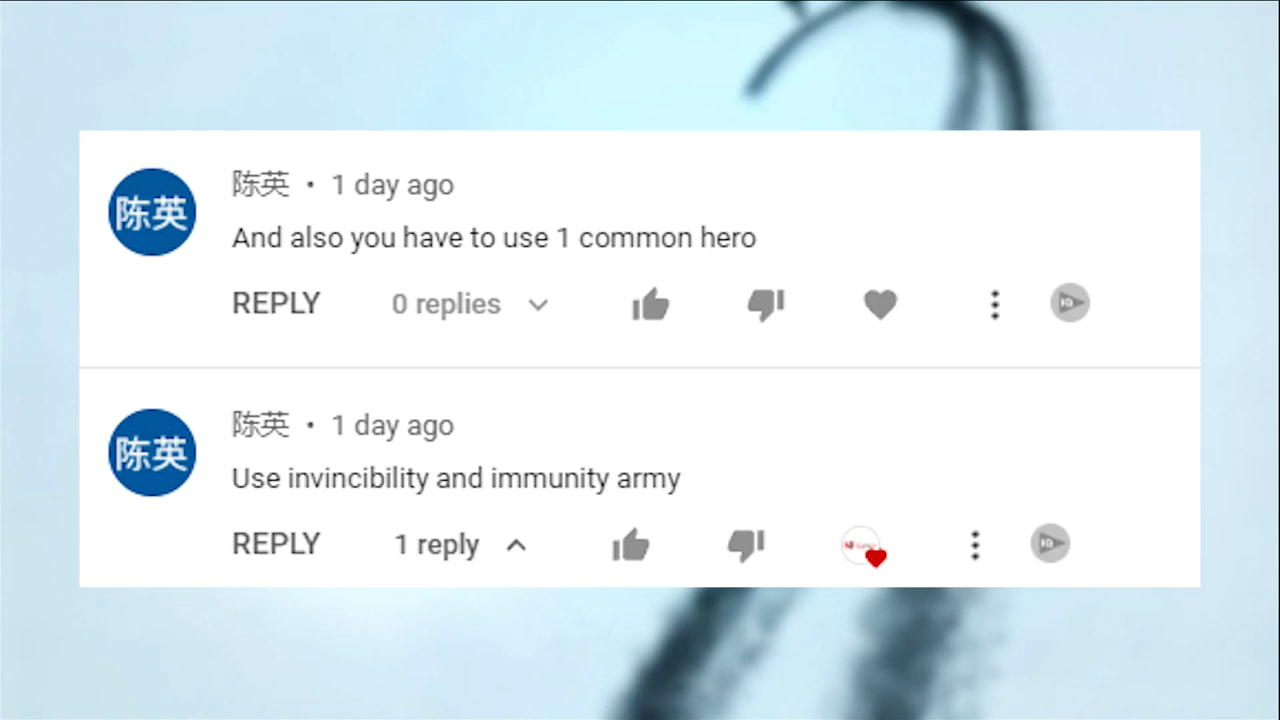 陈英
陈英 • 1 day ago
And also you have to use 1 common hero
REPLY 0 replies
陈英
陈英 • 1 day ago
Use invincibility and immunity army
REPLY 1 reply